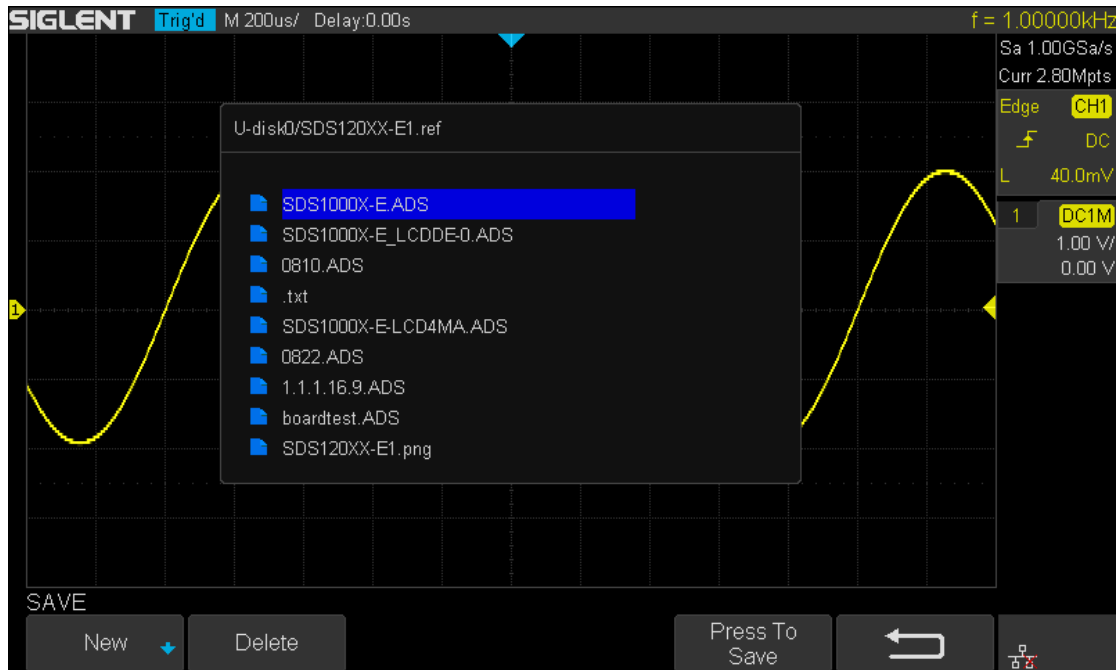 SIGLENT Trig'd M 200us/ Delay:0.00s f = 1.00000kHz
Sa 1.00GSa/s
Curr 2.80Mpts
Edge CH1
DC
L 40.0mV
1 DC1M
1.00 V/
0.00 V
U-disk0/SDS120XX-E1.ref
SDS1000X-E.ADS
SDS1000X-E_LCDDE-0.ADS
0810.ADS
.txt
SDS1000X-E-LCD4MA.ADS
0822.ADS
1.1.1.16.9.ADS
boardtest.ADS
SDS120XX-E1.png
1
SAVE
New Delete Press To
Save